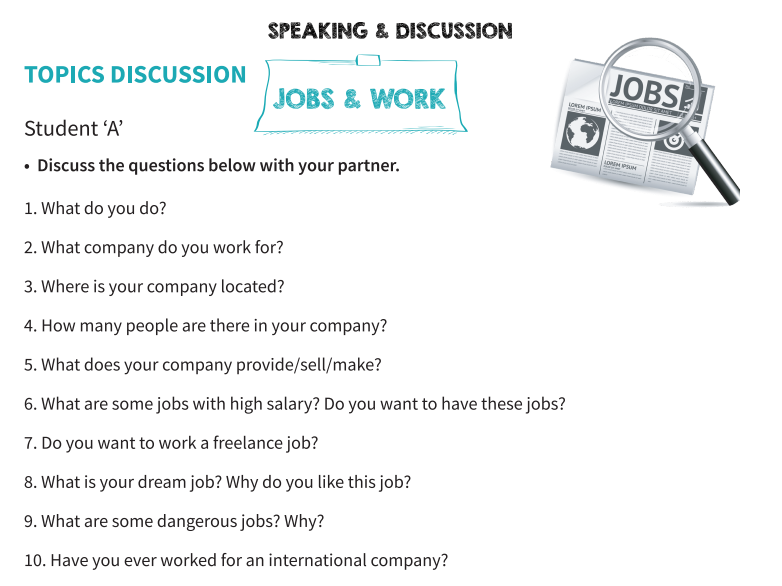 SPEAKING & DISCUSSION
TOPICS DISCUSSION
JOBS & WORK
JOBS
LOREM IPSUM
LOREM IPSUM
Student ‘A’
• Discuss the questions below with your partner.
1. What do you do?
2. What company do you work for?
3. Where is your company located?
4. How many people are there in your company?
5. What does your company provide/sell/make?
6. What are some jobs with high salary? Do you want to have these jobs?
7. Do you want to work a freelance job?
8. What is your dream job? Why do you like this job?
9. What are some dangerous jobs? Why?
10. Have you ever worked for an international company?